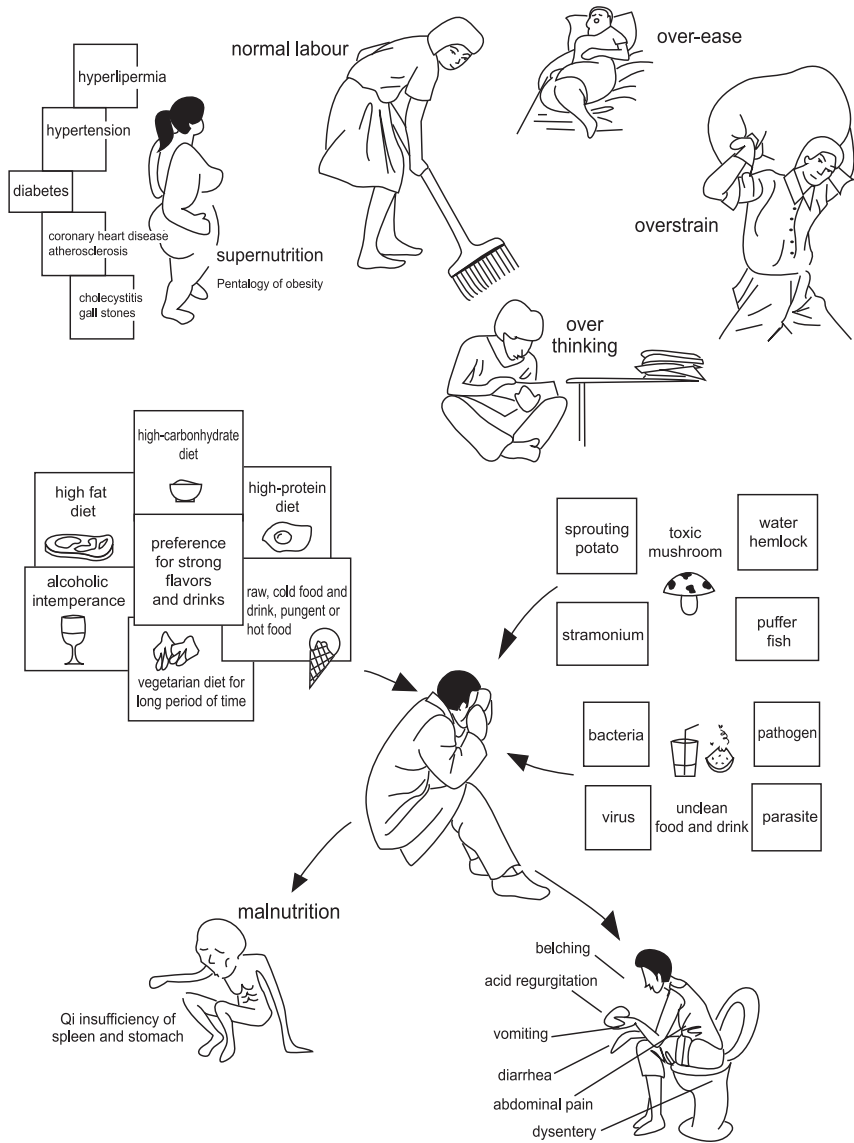 normal labour
over-ease
hyperlipermia
hypertension
diabetes
coronary heart disease
atherosclerosis
cholecystitis
gall stones
supernutrition
Pentalogy of obesity
overstrain
over
thinking
high-carbonhydrate
diet
high fat
diet
high-protein
diet
preference
for strong
flavors
and drinks
alcoholic
intemperance
raw, cold food and
drink, pungent or
hot food
vegetarian diet for
long period of time
sprouting
potato
toxic
mushroom
water
hemlock
stramonium
puffer
fish
bacteria
pathogen
virus
unclean
food and drink
parasite
malnutrition
Qi insufficiency of
spleen and stomach
belching
acid regurgitation
vomiting
diarrhea
abdominal pain
dysentery